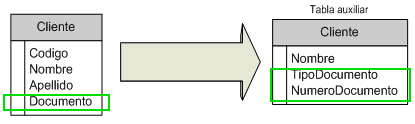 Cliente
Codigo
Nombre
Apellido
Documento
Tabla auxiliar
Cliente
Nombre
TipoDocumento
NumeroDocumento